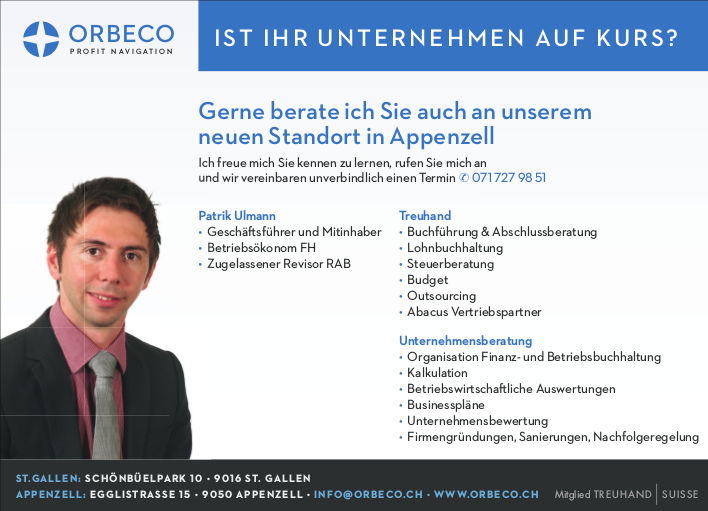 ORBECO
PROFIT NAVIGATION
IST IHR UNTERNEHMEN AUF KURS?
Gerne berate ich Sie auch an unserem
neuen Standort in Appenzell
Ich freue mich Sie kennen zu lernen, rufen Sie mich an
und wir vereinbaren unverbindlich einen Termin ✆ 071 727 98 51
Patrik Ulmann
• Geschäftsführer und Mitinhaber
• Betriebsökonom FH
• Zugelassener Revisor RAB
Treuhand
• Buchführung & Abschlussberatung
• Lohnbuchhaltung
• Steuerberatung
• Budget
• Outsourcing
• Abacus Vertriebspartner
Unternehmensberatung
• Organisation Finanz- und Betriebsbuchhaltung
• Kalkulation
• Betriebswirtschaftliche Auswertungen
• Businesspläne
• Unternehmensbewertung
• Firmengründungen, Sanierungen, Nachfolgeregelung
ST.GALLEN: SCHÖNBÜELPARK 10 • 9016 ST. GALLEN
APPENZELL: EGGLISTRASSE 15 • 9050 APPENZELL • INFO@ORBECO.CH • WWW.ORBECO.CH
Mitglied TREUHAND | SUISSE